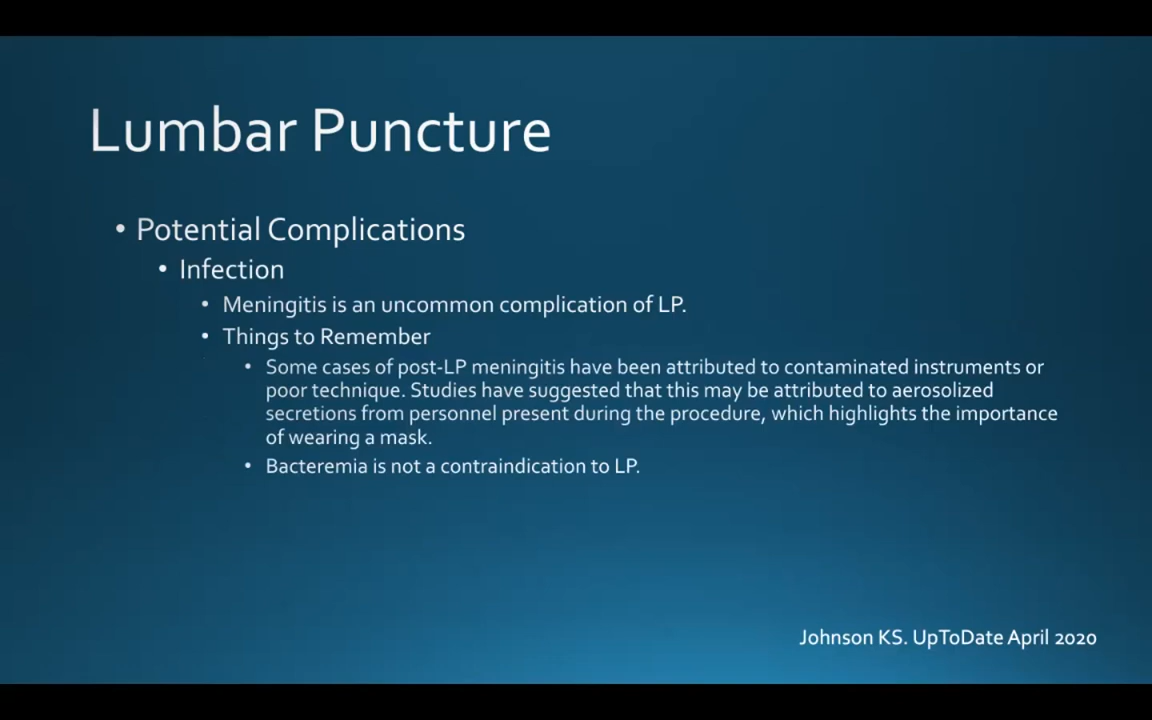 Lumbar Puncture
• Potential Complications
• Infection
• Meningitis is an uncommon complication of LP.
• Things to Remember
• Some cases of post-LP meningitis have been attributed to contaminated instruments or
poor technique. Studies have suggested that this may be attributed to aerosolized
secretions from personnel present during the procedure, which highlights the importance
of wearing a mask.
• Bacteremia is not a contraindication to LP.
Johnson KS. UpToDate April 2020